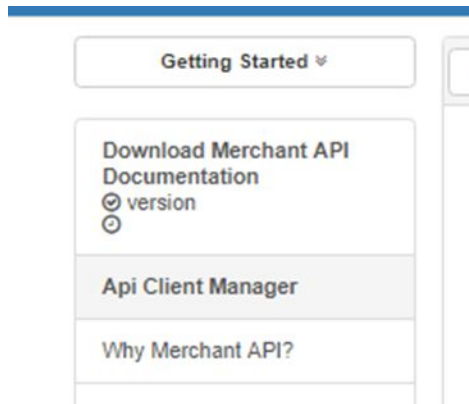 Getting Started
Download Merchant API
Documentation
version
Api Client Manager
Why Merchant API?